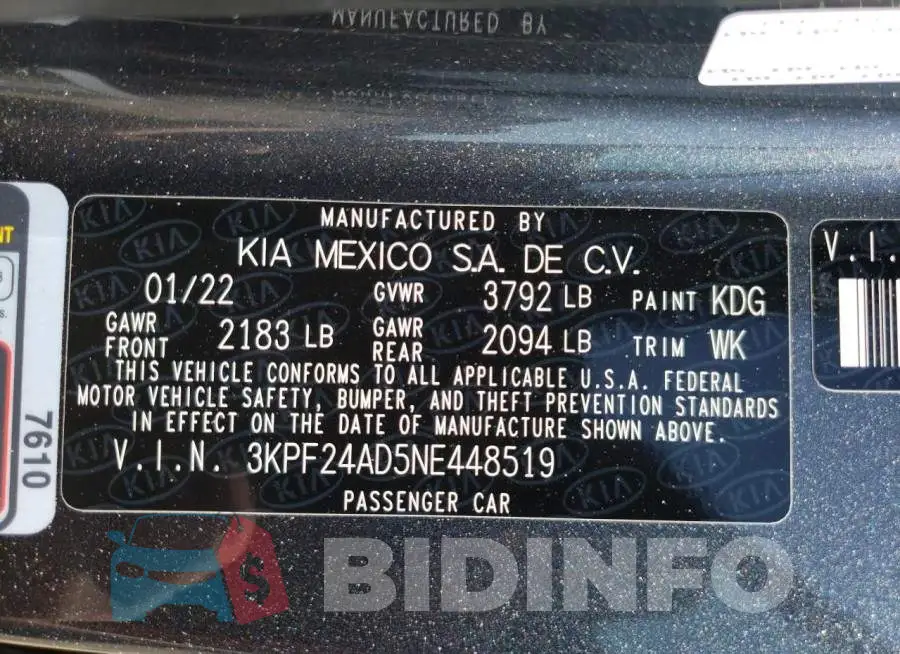 MANUFACTURED BY
MANUFACTURED BY
KIA MEXICO S.A. DE C.V.
01/22 GVWR 3792 LB PAINT KDG
GAWR FRONT 2183 LB GAWR REAR 2094 LB TRIM WK
THIS VEHICLE CONFORMS TO ALL APPLICABLE U.S.A. FEDERAL
MOTOR VEHICLE SAFETY, BUMPER, AND THEFT PREVENTION STANDARDS
IN EFFECT ON THE DATE OF MANUFACTURE SHOWN ABOVE.
V.I.N. 3KPF24AD5NE448519
PASSENGER CAR
V.I.
7610
BIDINFO